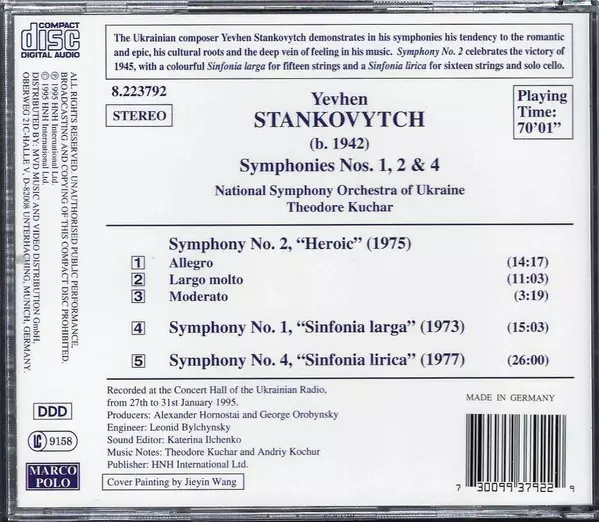 COMPACT
disc
DIGITAL AUDIO
The Ukrainian composer Yevhen Stankovytch demonstrates in his symphonies his tendency to the romantic
and epic, his cultural roots and the deep vein of feeling in his music. Symphony No. 2 celebrates the victory of
1945, with a colourful Sinfonia larga for fifteen strings and a Sinfonia lirica for sixteen strings and solo cello.
8.223792
STEREO
Yevhen
STANKOVYTCH
(b. 1942)
Symphonies Nos. 1, 2 & 4
National Symphony Orchestra of Ukraine
Theodore Kuchar
Playing
Time:
70'01”
Symphony No. 2, “Heroic” (1975)
1 Allegro (14:17)
2 Largo molto (11:03)
3 Moderato (3:19)
4 Symphony No. 1, “Sinfonia larga” (1973) (15:03)
5 Symphony No. 4, “Sinfonia lirica” (1977) (26:00)
Recorded at the Concert Hall of the Ukrainian Radio,
from 27th to 31st January 1995.
Producers: Alexander Hornostai and George Orobynsky
Engineer: Leonid Bylchynsky
Sound Editor: Katerina Ilchenko
Music Notes: Theodore Kuchar and Andriy Kochur
Publisher: HNH International Ltd.
Cover Painting by Jieyin Wang
MADE IN GERMANY
7 30099 37922 9
ALL RIGHTS RESERVED. UNAUTHORISED PUBLIC PERFORMANCE,
BROADCASTING AND COPYING OF THIS COMPACT DISC PROHIBITED.
℗ 1995 HNH International Ltd.
© 1995 HNH International Ltd.
DISTRIBUTED BY: MVD MUSIC AND VIDEO DISTRIBUTION GmbH,
OBERWEG 21C-HALLE V, D-82008 UNTERHACHING, MUNICH, GERMANY.
DDD
LC 9158
MARCO
POLO